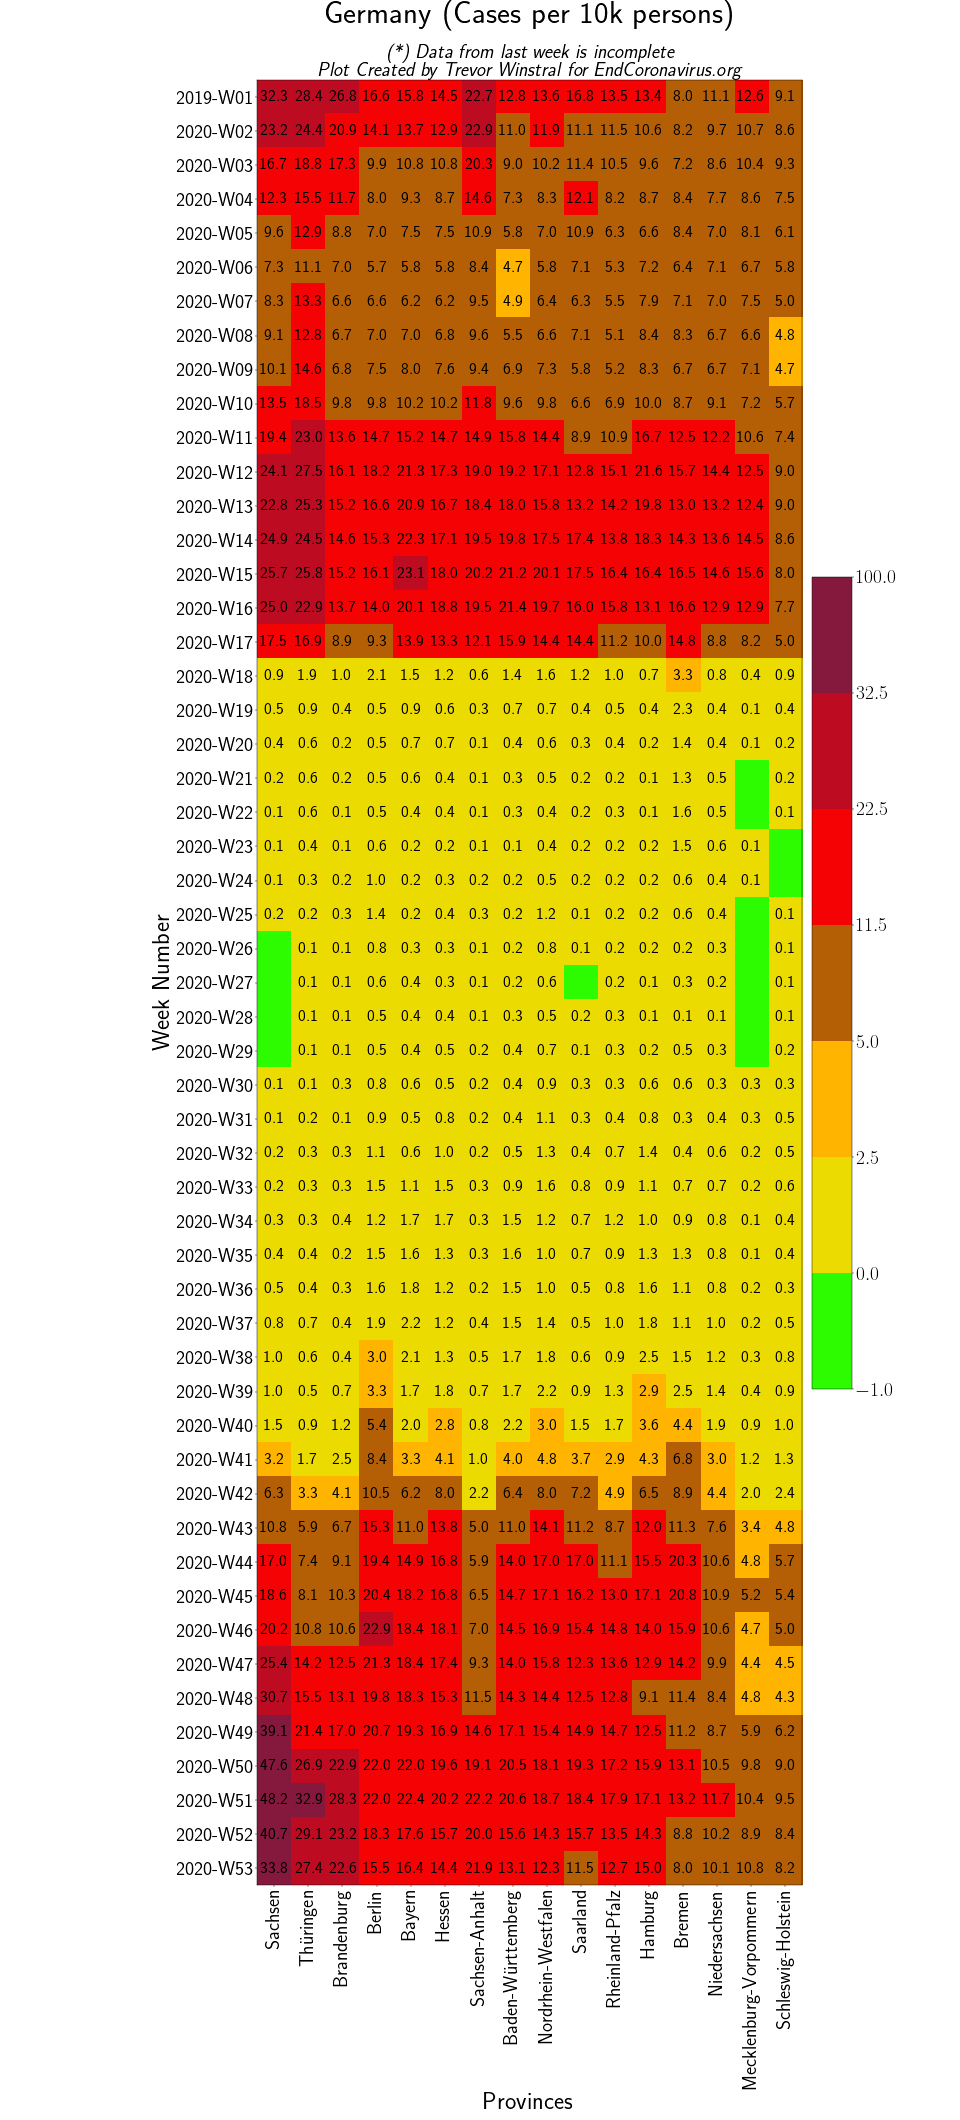 Germany (Cases per 10k persons)
(*) Data from last week is incomplete
Plot Created by Trevor Winstral for EndCoronavirus.org
2019-W01 32.3 28.4 26.8 16.6 15.8 14.5 22.7 12.8 13.6 16.8 13.5 13.4 8.0 11.1 12.6 9.1
2020-W02 23.2 24.4 20.9 14.1 13.7 12.9 22.9 11.0 11.9 11.1 11.5 10.6 8.2 9.7 10.7 8.6
2020-W03 16.7 18.8 17.3 9.9 10.8 10.8 20.3 9.0 10.2 11.4 10.5 9.6 7.2 8.6 10.4 9.3
2020-W04 12.3 15.5 11.7 8.0 9.3 8.7 14.6 7.3 8.3 12.1 8.2 8.7 8.4 7.7 8.6 7.5
2020-W05 9.6 12.9 8.8 7.0 7.5 7.5 10.9 5.8 7.0 10.9 6.3 6.6 8.4 7.0 8.1 6.1
2020-W06 7.3 11.1 7.0 5.7 5.8 5.8 8.4 4.7 5.8 7.1 5.3 7.2 6.4 7.1 6.7 5.8
2020-W07 8.3 13.3 6.6 6.6 6.2 6.2 9.5 4.9 6.4 6.3 5.5 7.9 7.1 7.0 7.5 5.0
2020-W08 9.1 12.8 6.7 7.0 7.0 6.8 9.6 5.5 6.6 7.1 5.1 8.4 8.3 6.7 6.6 4.8
2020-W09 10.1 14.6 6.8 7.5 8.0 7.6 9.4 6.9 7.3 5.8 5.2 8.3 6.7 6.7 7.1 4.7
2020-W10 13.5 18.5 9.8 9.8 10.2 10.2 11.8 9.6 9.8 6.6 6.9 10.0 8.7 9.1 7.2 5.7
2020-W11 19.4 23.0 13.6 14.7 15.2 14.7 14.9 15.8 14.4 8.9 10.9 16.7 12.5 12.2 10.6 7.4
2020-W12 24.1 27.5 16.1 18.2 21.3 17.3 19.0 19.2 17.1 12.8 15.1 21.6 15.7 14.4 12.5 9.0
2020-W13 22.8 25.3 15.2 16.6 20.9 16.7 18.4 18.0 15.8 13.2 14.2 19.8 13.0 13.2 12.4 9.0
2020-W14 24.9 24.5 14.6 15.3 22.3 17.1 19.5 19.8 17.5 17.4 13.8 18.3 14.3 13.6 14.5 8.6
2020-W15 25.7 25.8 15.2 16.1 23.1 18.0 20.2 21.2 20.1 17.5 16.4 16.4 16.5 14.6 15.6 8.0
2020-W16 25.0 22.9 13.7 14.0 20.1 18.8 19.5 21.4 19.7 16.0 15.8 13.1 16.6 12.9 12.9 7.7
2020-W17 17.5 16.9 8.9 9.3 13.9 13.3 12.1 15.9 14.4 14.4 11.2 10.0 14.8 8.8 8.2 5.0
2020-W18 0.9 1.9 1.0 2.1 1.5 1.2 0.6 1.4 1.6 1.2 1.0 0.7 3.3 0.8 0.4 0.9
2020-W19 0.5 0.9 0.4 0.5 0.9 0.6 0.3 0.7 0.7 0.4 0.5 0.4 2.3 0.4 0.1 0.4
2020-W20 0.4 0.6 0.2 0.5 0.7 0.7 0.1 0.4 0.6 0.3 0.4 0.2 1.4 0.4 0.1 0.2
2020-W21 0.2 0.6 0.2 0.5 0.6 0.4 0.1 0.3 0.5 0.2 0.2 0.1 1.3 0.5 0.2
2020-W22 0.1 0.6 0.1 0.5 0.4 0.4 0.1 0.3 0.4 0.2 0.3 0.1 1.6 0.5 0.1
2020-W23 0.1 0.4 0.1 0.6 0.2 0.2 0.1 0.1 0.4 0.2 0.2 0.2 1.5 0.6 0.1
2020-W24 0.1 0.3 0.2 1.0 0.2 0.3 0.2 0.2 0.5 0.2 0.2 0.2 0.6 0.4 0.1
2020-W25 0.2 0.2 0.3 1.4 0.2 0.4 0.3 0.2 1.2 0.1 0.2 0.2 0.6 0.4 0.1
2020-W26 0.1 0.1 0.8 0.3 0.3 0.1 0.2 0.8 0.1 0.2 0.2 0.2 0.3 0.1
2020-W27 0.1 0.1 0.6 0.4 0.3 0.1 0.2 0.6 0.2 0.1 0.3 0.2 0.1
2020-W28 0.1 0.1 0.5 0.4 0.4 0.1 0.3 0.5 0.2 0.3 0.1 0.1 0.1 0.1
2020-W29 0.1 0.1 0.5 0.4 0.5 0.2 0.4 0.7 0.1 0.3 0.2 0.5 0.3 0.2
2020-W30 0.1 0.1 0.3 0.8 0.6 0.5 0.2 0.4 0.9 0.3 0.3 0.6 0.6 0.3 0.3 0.3
2020-W31 0.1 0.2 0.1 0.9 0.5 0.8 0.2 0.4 1.1 0.3 0.4 0.8 0.3 0.4 0.3 0.5
2020-W32 0.2 0.3 0.3 1.1 0.6 1.0 0.2 0.5 1.3 0.4 0.7 1.4 0.4 0.6 0.2 0.5
2020-W33 0.2 0.3 0.3 1.5 1.1 1.5 0.3 0.9 1.6 0.8 0.9 1.1 0.7 0.7 0.2 0.6
2020-W34 0.3 0.3 0.4 1.2 1.7 1.7 0.3 1.5 1.2 0.7 1.2 1.0 0.9 0.8 0.1 0.4
2020-W35 0.4 0.4 0.2 1.5 1.6 1.3 0.3 1.6 1.0 0.7 0.9 1.3 1.3 0.8 0.1 0.4
2020-W36 0.5 0.4 0.3 1.6 1.8 1.2 0.2 1.5 1.0 0.5 0.8 1.6 1.1 0.8 0.2 0.3
2020-W37 0.8 0.7 0.4 1.9 2.2 1.2 0.4 1.5 1.4 0.5 1.0 1.8 1.1 1.0 0.2 0.5
2020-W38 1.0 0.6 0.4 3.0 2.1 1.3 0.5 1.7 1.8 0.6 0.9 2.5 1.5 1.2 0.3 0.8
2020-W39 1.0 0.5 0.7 3.3 1.7 1.8 0.7 1.7 2.2 0.9 1.3 2.9 2.5 1.4 0.4 0.9
2020-W40 1.5 0.9 1.2 5.4 2.0 2.8 0.8 2.2 3.0 1.5 1.7 3.6 4.4 1.9 0.9 1.0
2020-W41 3.2 1.7 2.5 8.4 3.3 4.1 1.0 4.0 4.8 3.7 2.9 4.3 6.8 3.0 1.2 1.3
2020-W42 6.3 3.3 4.1 10.5 6.2 8.0 2.2 6.4 8.0 7.2 4.9 6.5 8.9 4.4 2.0 2.4
2020-W43 10.8 5.9 6.7 15.3 11.0 13.8 5.0 11.0 14.1 11.2 8.7 12.0 11.3 7.6 3.4 4.8
2020-W44 17.0 7.4 9.1 19.4 14.9 16.8 5.9 14.0 17.0 17.0 11.1 15.5 20.3 10.6 4.8 5.7
2020-W45 18.6 8.1 10.3 20.4 18.2 16.8 6.5 14.7 17.1 16.2 13.0 17.1 20.8 10.9 5.2 5.4
2020-W46 20.2 10.8 10.6 22.9 18.4 18.1 7.0 14.5 16.9 15.4 14.8 14.0 15.9 10.6 4.7 5.0
2020-W47 25.4 14.2 12.5 21.3 18.4 17.4 9.3 14.0 15.8 12.3 13.6 12.9 14.2 9.9 4.4 4.5
2020-W48 30.7 15.5 13.1 19.8 18.3 15.3 11.5 14.3 14.4 12.5 12.8 9.1 11.4 8.4 4.8 4.3
2020-W49 39.1 21.4 17.0 20.7 19.3 16.9 14.6 17.1 15.4 14.9 14.7 12.5 11.2 8.7 5.9 6.2
2020-W50 47.6 26.9 22.9 22.0 22.0 19.6 19.1 20.5 18.1 19.3 17.2 15.9 13.1 10.5 9.8 9.0
2020-W51 48.2 32.9 28.3 22.0 22.4 20.2 22.2 20.6 18.7 18.4 17.9 17.1 13.2 11.7 10.4 9.5
2020-W52 40.7 29.1 23.2 18.3 17.6 15.7 20.0 15.6 14.3 15.7 13.5 14.3 8.8 10.2 8.9 8.4
2020-W53 33.8 27.4 22.6 15.5 16.4 14.4 21.9 13.1 12.3 11.5 12.7 15.0 8.0 10.1 10.8 8.2
Week Number
Sachsen
Thüringen
Brandenburg
Berlin
Bayern
Hessen
Sachsen-Anhalt
Baden-Württemberg
Nordrhein-Westfalen
Saarland
Rheinland-Pfalz
Hamburg
Bremen
Niedersachsen
Mecklenburg-Vorpommern
Schleswig-Holstein
Provinces
100.0
32.5
22.5
11.5
5.0
2.5
0.0
−1.0